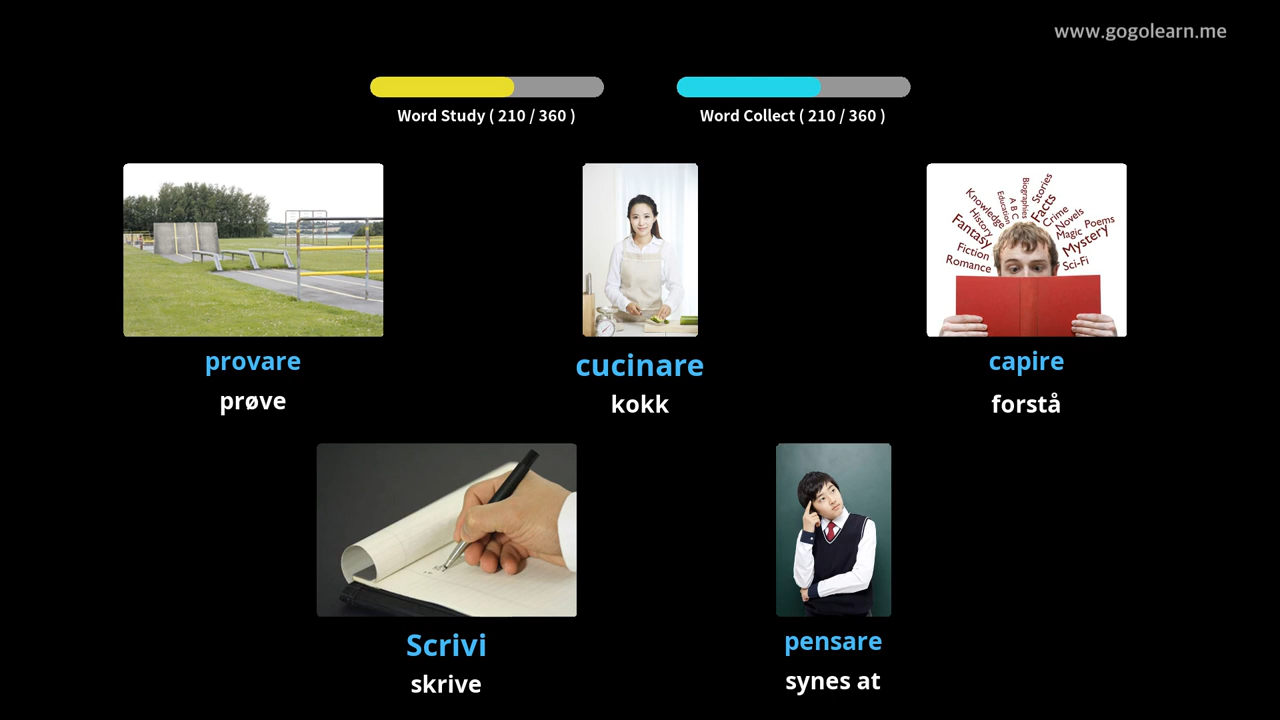 www.gogolearn.me
Word Study ( 210 / 360 )
Word Collect ( 210 / 360 )
Stories
Biographies
Knowledge
Education
A B C
Facts
Crime
History
Novels
Fantasy
Magic
Poems
Mystery
Fiction
Romance
Sci-Fi
provare
cucinare
capire
prøve
kokk
forstå
Scrivi
pensare
skrive
synes at